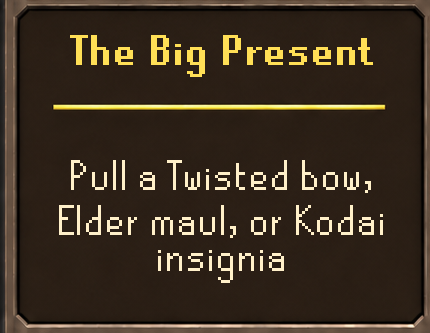 The Big Present
Pull a Twisted bow,
Elder maul, or Kodai
insignia